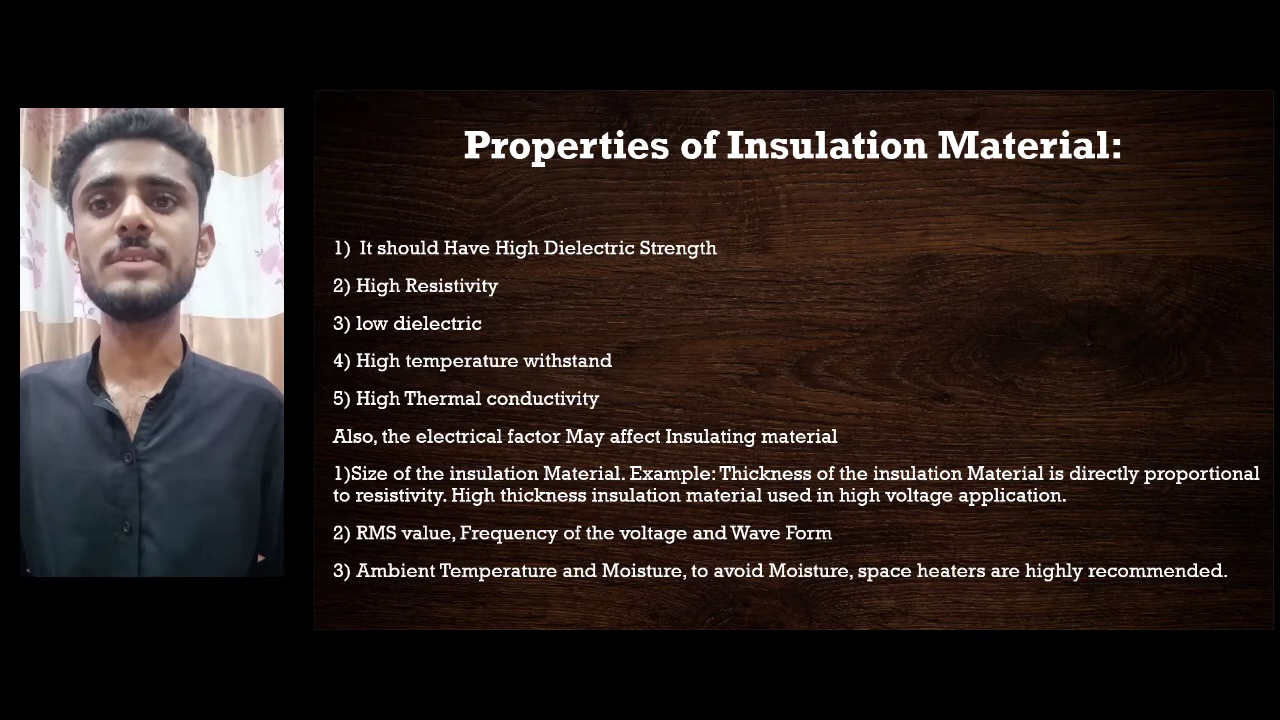 Properties of Insulation Material:
1) It should Have High Dielectric Strength
2) High Resistivity
3) low dielectric
4) High temperature withstand
5) High Thermal conductivity
Also, the electrical factor May affect Insulating material
1)Size of the insulation Material. Example: Thickness of the insulation Material is directly proportional
to resistivity. High thickness insulation material used in high voltage application.
2) RMS value, Frequency of the voltage and Wave Form
3) Ambient Temperature and Moisture, to avoid Moisture, space heaters are highly recommended.